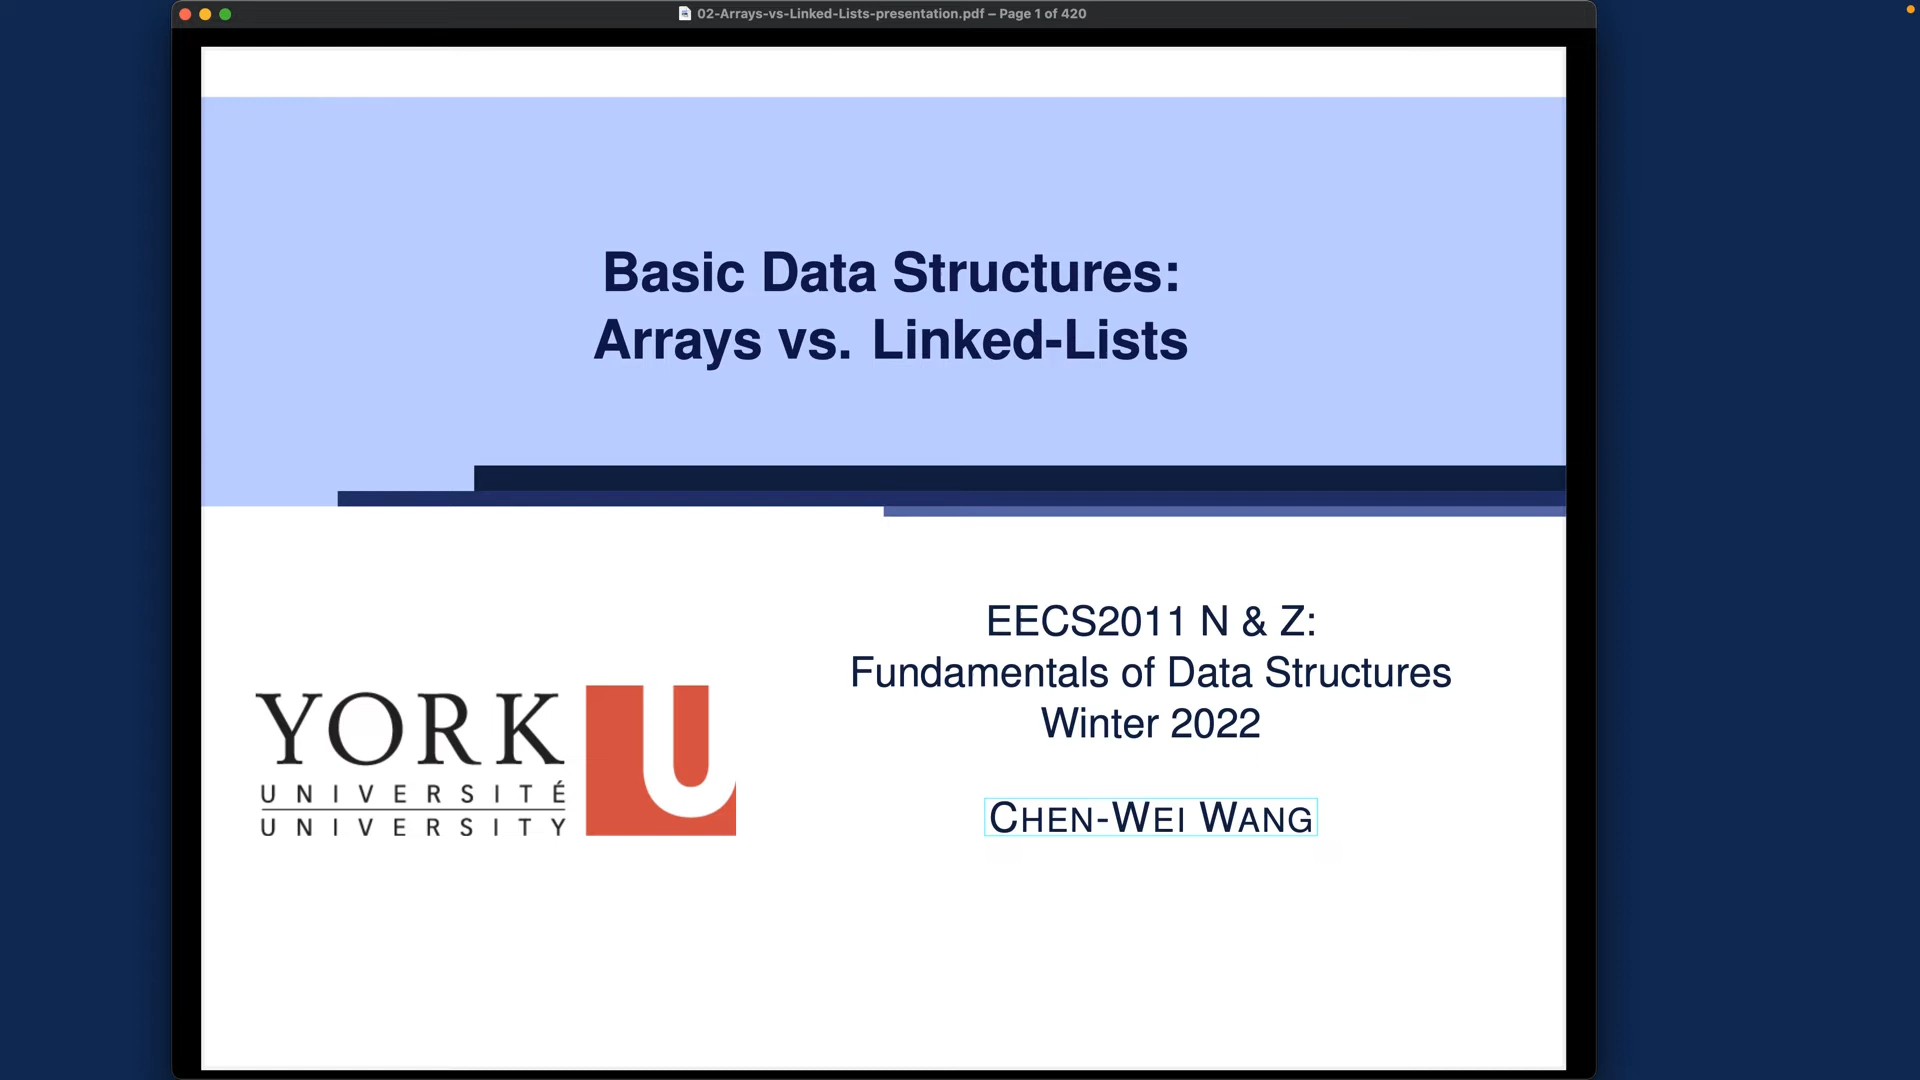 02-Arrays-vs-Linked-Lists-presentation.pdf – Page 1 of 420
Basic Data Structures:
Arrays vs. Linked-Lists
EECS2011 N & Z:
Fundamentals of Data Structures
Winter 2022
CHEN-WEI WANG
YORK U
UNIVERSITÉ
UNIVERSITY